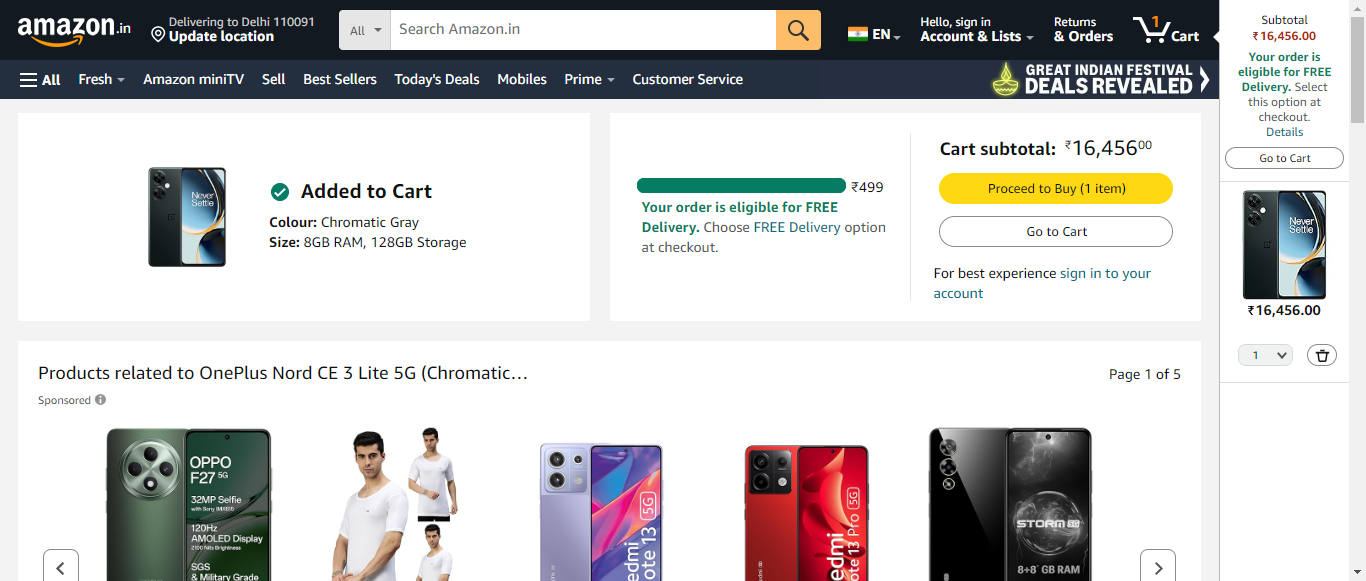 amazon.in
Delivering to Delhi 110091
Update location
All
Search Amazon.in
EN
Hello, sign in
Account & Lists
Returns
& Orders
1
Cart
All
Fresh
Amazon miniTV
Sell
Best Sellers
Today's Deals
Mobiles
Prime
Customer Service
GREAT INDIAN FESTIVAL
DEALS REVEALED
Subtotal
₹16,456.00
Your order is
eligible for FREE
Delivery. Select
this option at
checkout.
Details
Go to Cart
Never
Settle
₹16,456.00
1
Never
Settle
Added to Cart
Colour: Chromatic Gray
Size: 8GB RAM, 128GB Storage
₹499
Your order is eligible for FREE
Delivery. Choose FREE Delivery option
at checkout.
Cart subtotal: ₹16,45600
Proceed to Buy (1 item)
Go to Cart
For best experience sign in to your
account
Products related to OnePlus Nord CE 3 Lite 5G (Chromatic…
Page 1 of 5
Sponsored
OPPO
F27 5G
32MP Selfie
with Sony IMX615
120Hz
AMOLED Display
2100 Nits Brightness
SGS
& Military Grade
edmi
ote 13 5G
edmi
ote 13 Pro 5G
STORM 5G
8+8* GB RAM